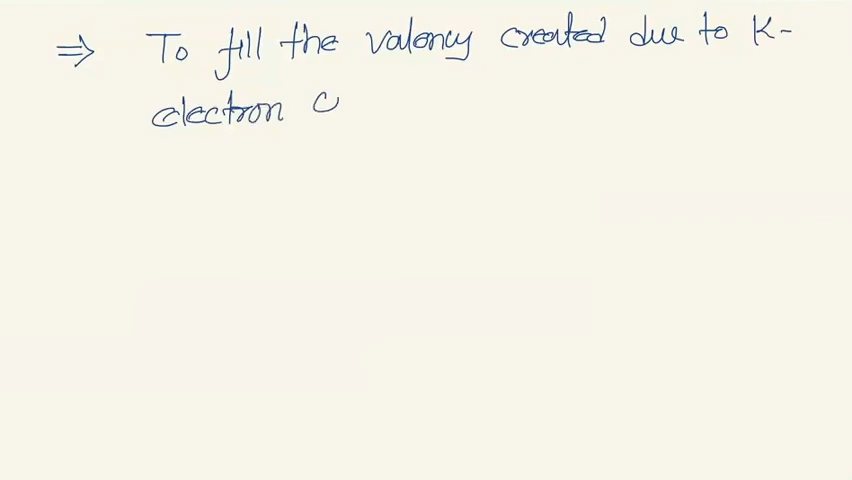 ⇒ To fill the valency created due to K-
electron c